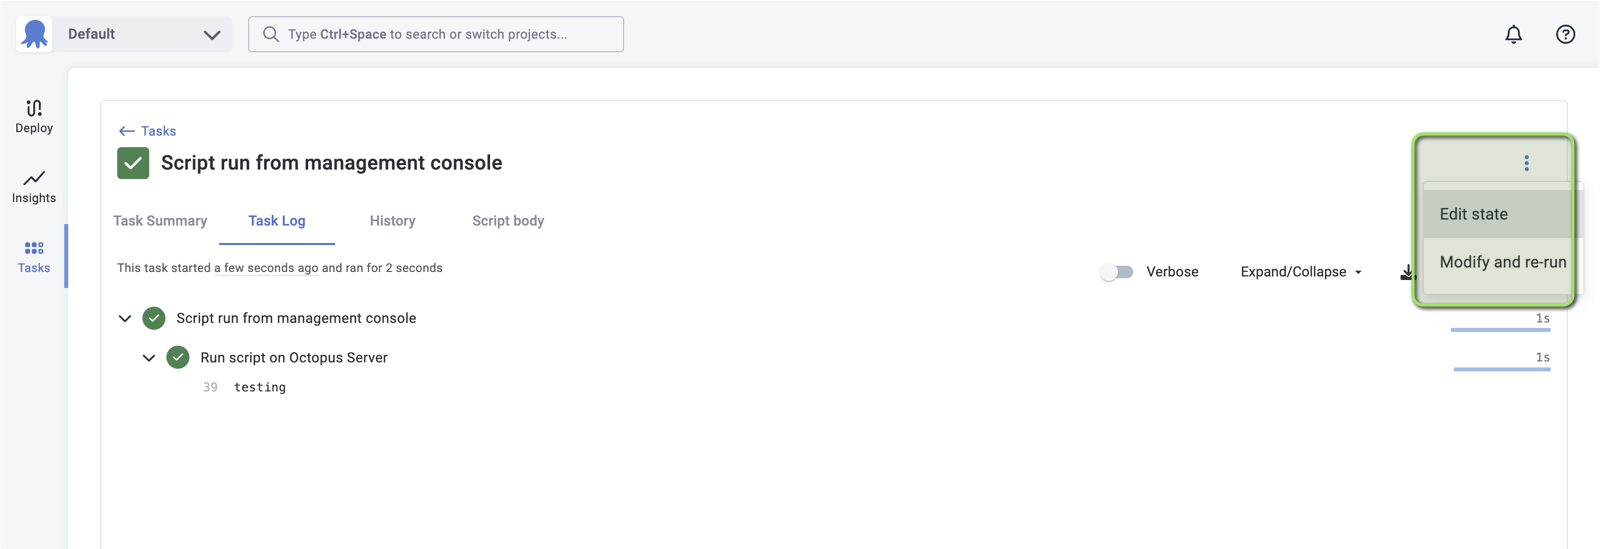 Default
Type Ctrl+Space to search or switch projects...
Deploy
Insights
Tasks
Tasks
Script run from management console
Task Summary
Task Log
History
Script body
Edit state
Modify and re-run
This task started a few seconds ago and ran for 2 seconds
Verbose
Expand/Collapse
Script run from management console
1s
Run script on Octopus Server
1s
39 testing